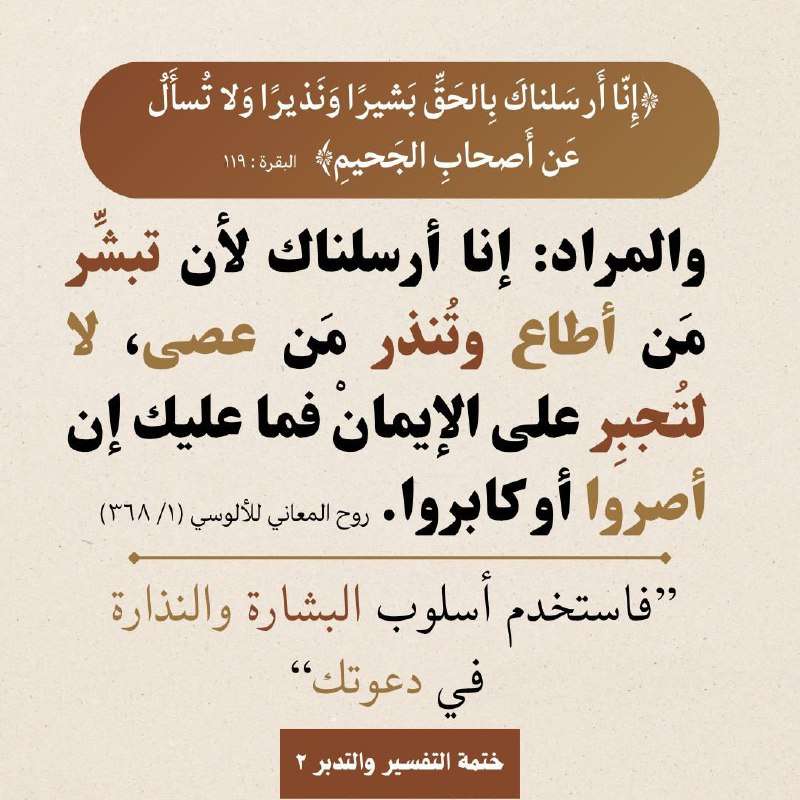 ﴿إِنّا أَرسَلناكَ بِالحَقِّ بَشيرًا وَنَذيرًا وَلا تُسأَلُ
عَن أَصحابِ الجَحيمِ﴾ البقرة : ١١٩
والمراد: إنا أرسلناك لأن تبشِّر
مَن أطاع وتُنذر مَن عصى، لا
لتُجبِر على الإيمانْ فما عليك إن
أصروا أو كابروا. روح المعاني للألوسي (١/ ٣٦٨)
”فاستخدم أسلوب البشارة والنذارة
في دعوتك“
ختمة التفسير والتدبر ٢